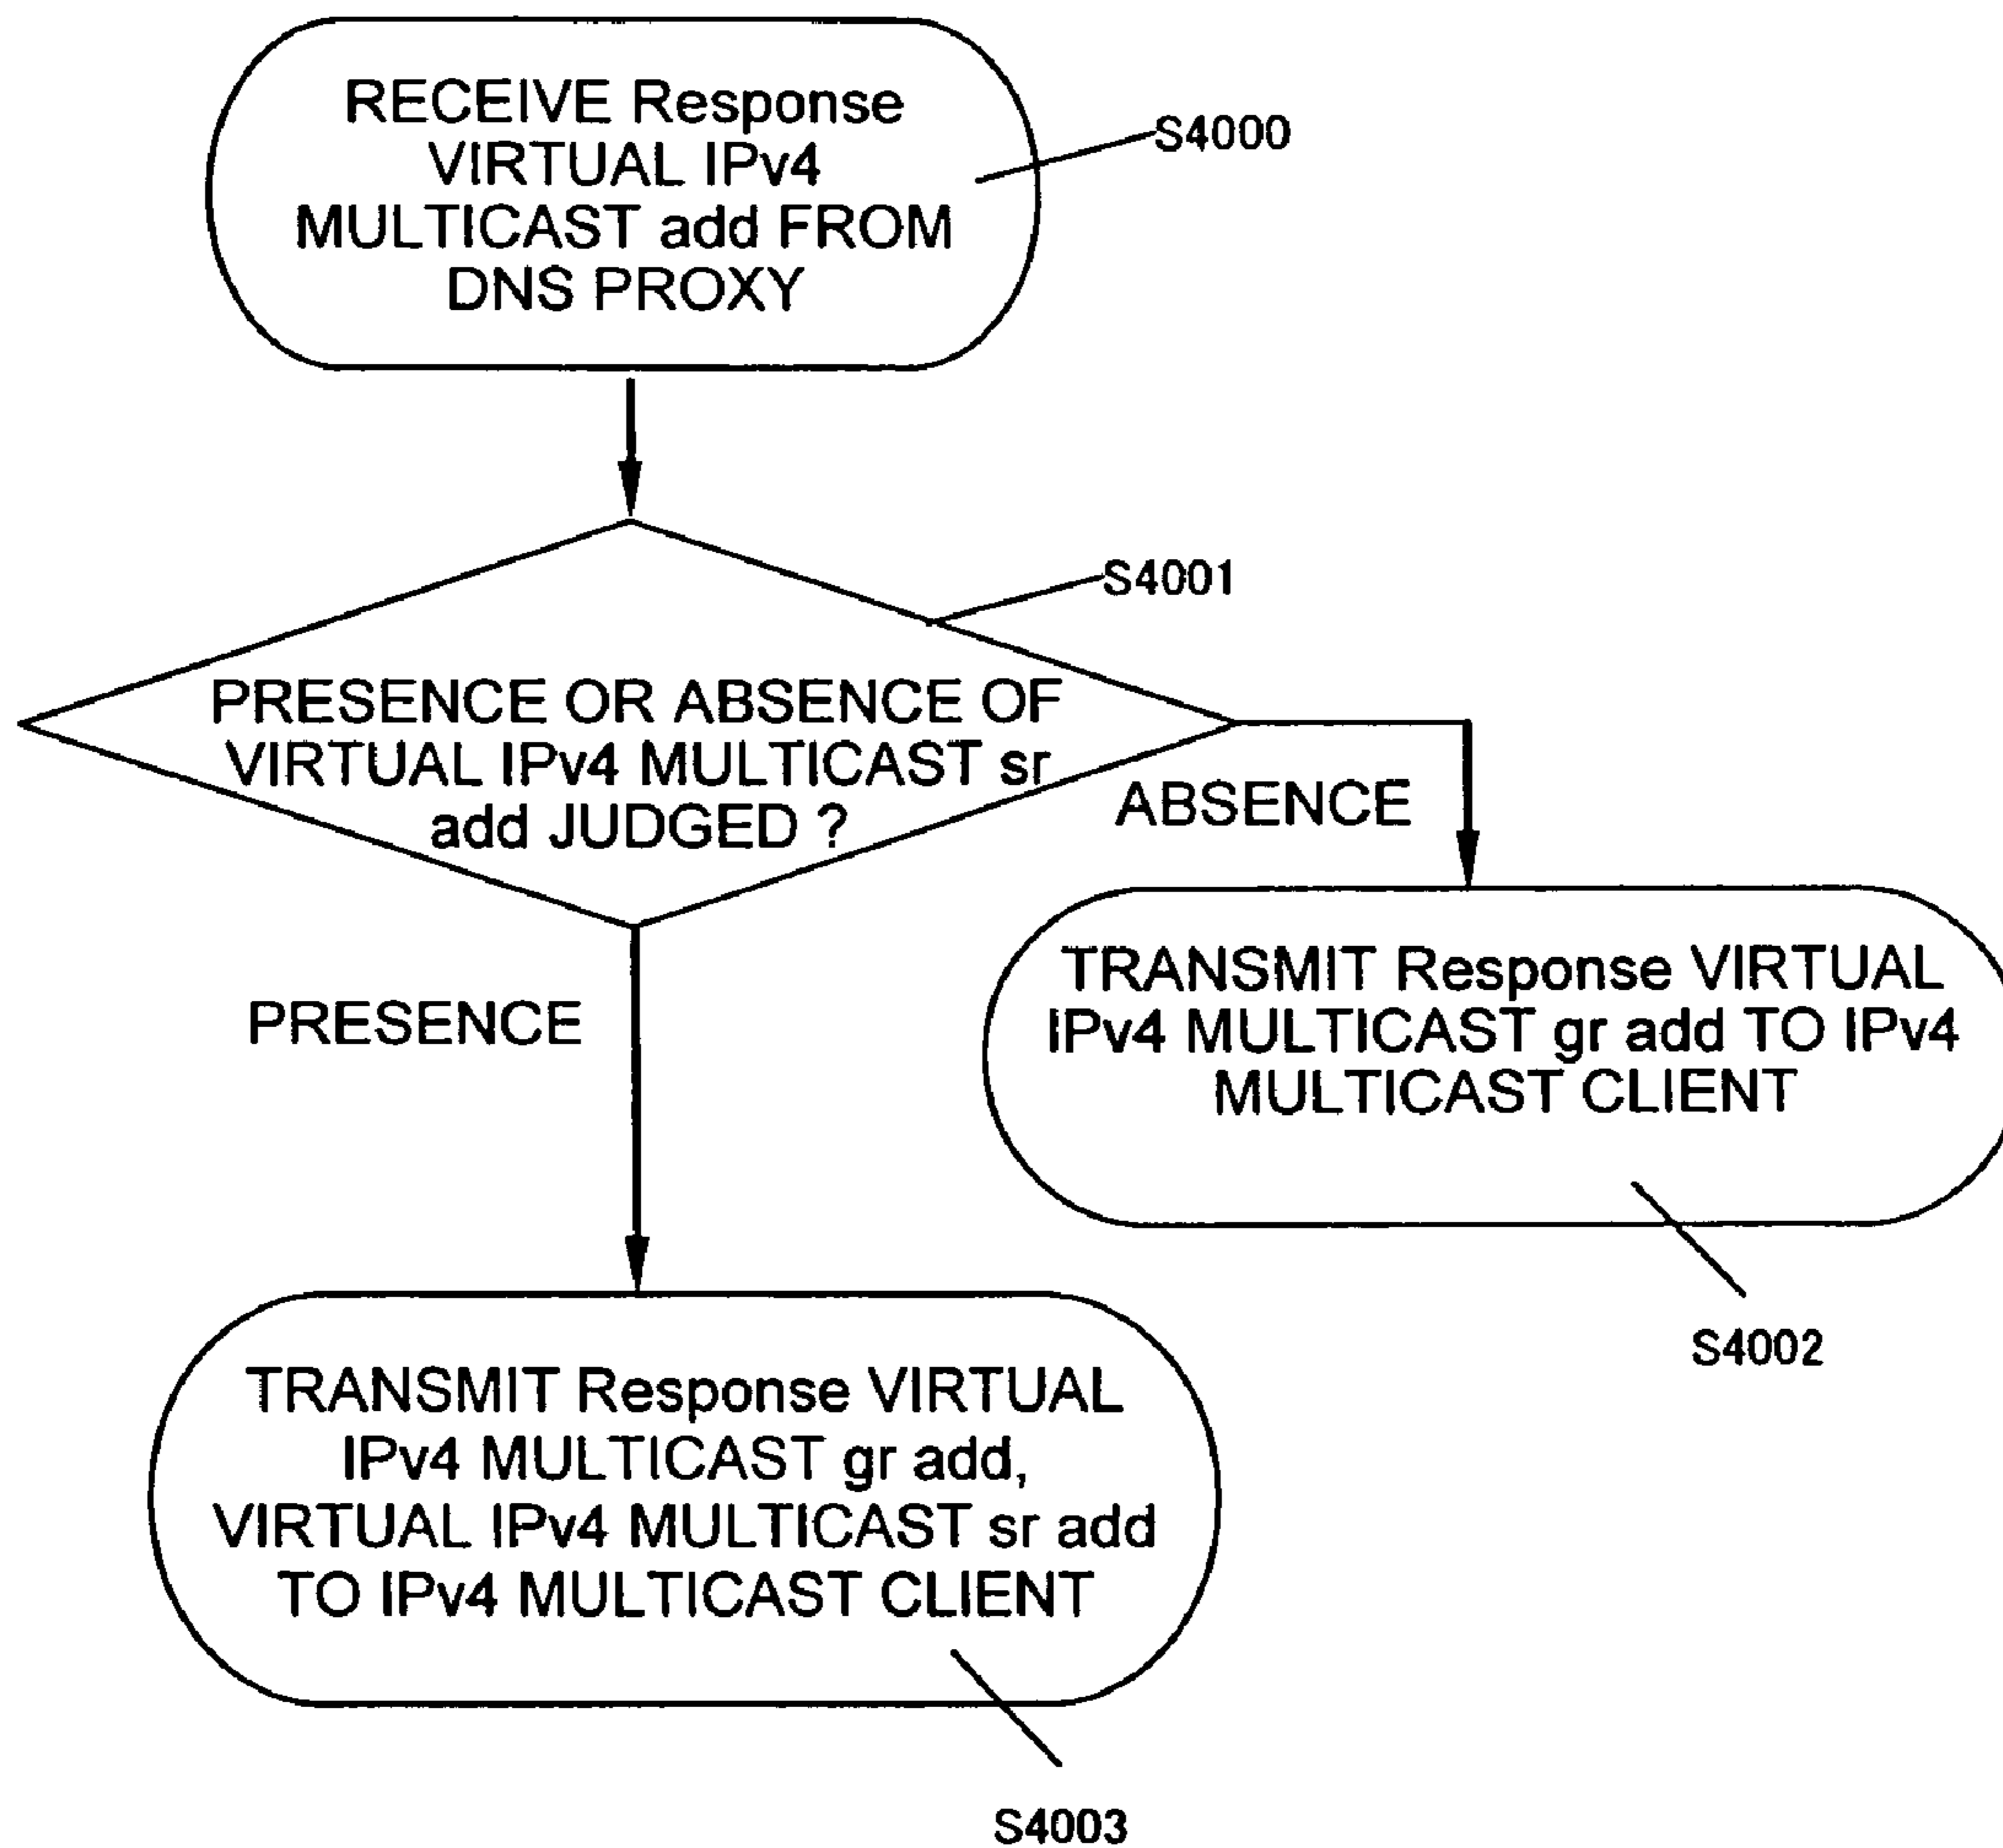 RECEIVE Response
VIRTUAL IPv4
MULTICAST add FROM
DNS PROXY
S4000
S4001
PRESENCE OR ABSENCE OF
VIRTUAL IPv4 MULTICAST sr
add JUDGED ?
ABSENCE
PRESENCE
TRANSMIT Response VIRTUAL
IPv4 MULTICAST gr add TO IPv4
MULTICAST CLIENT
S4002
TRANSMIT Response VIRTUAL
IPv4 MULTICAST gr add,
VIRTUAL IPv4 MULTICAST sr add
TO IPv4 MULTICAST CLIENT
S4003